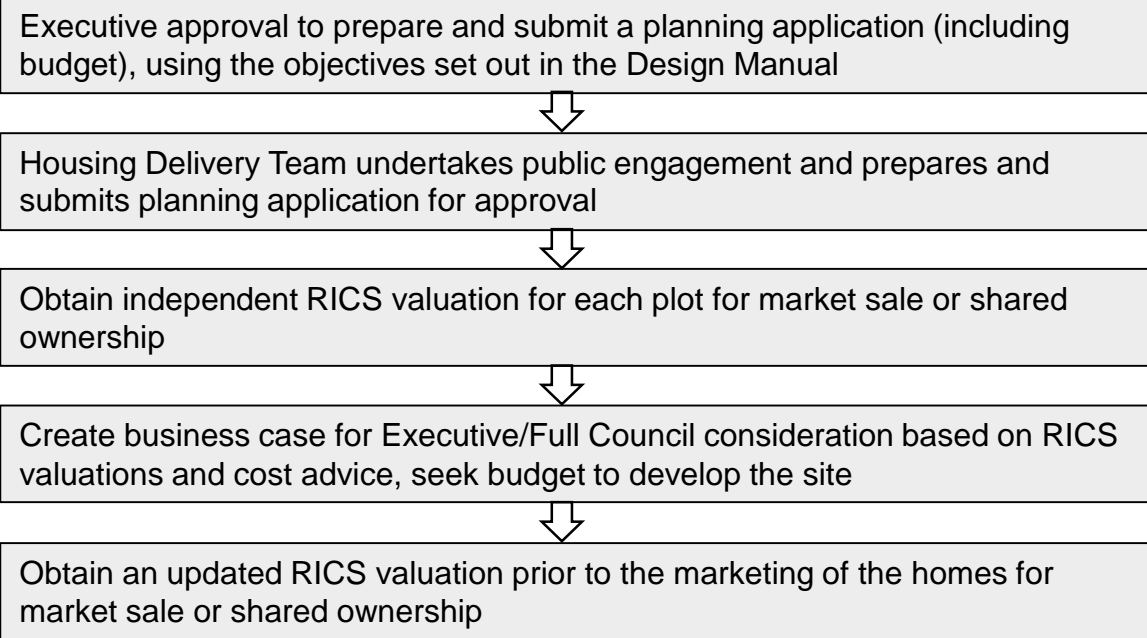 Executive approval to prepare and submit a planning application (including
budget), using the objectives set out in the Design Manual
Housing Delivery Team undertakes public engagement and prepares and
submits planning application for approval
Obtain independent RICS valuation for each plot for market sale or shared
ownership
Create business case for Executive/Full Council consideration based on RICS
valuations and cost advice, seek budget to develop the site
Obtain an updated RICS valuation prior to the marketing of the homes for
market sale or shared ownership